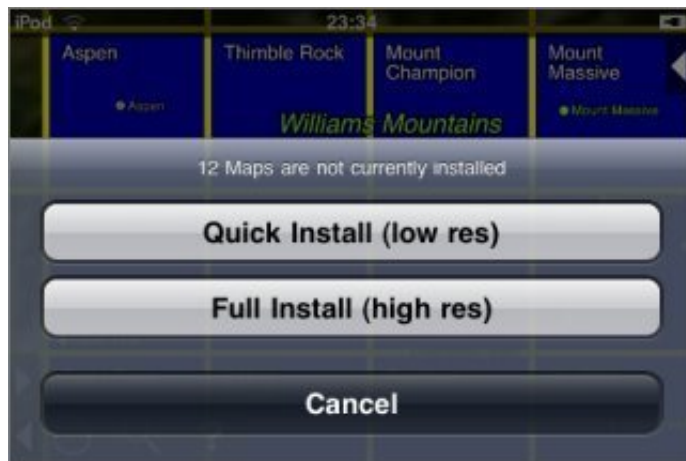 iPod 23:34
Aspen Thimble Rock Mount Champion Mount Massive
Aspen Mount Massive
Williams Mountains
12 Maps are not currently installed
Quick Install (low res)
Full Install (high res)
Cancel